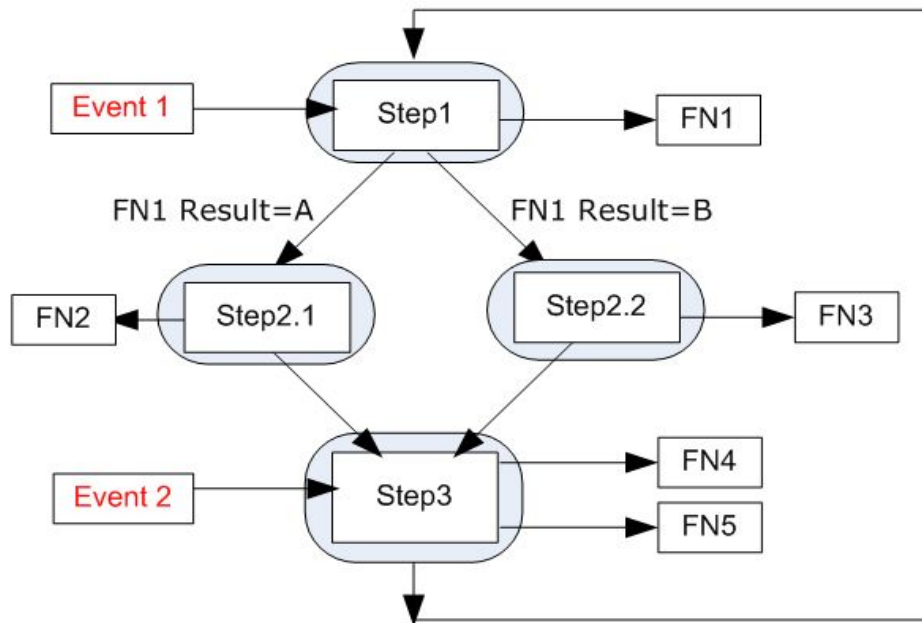 Event 1
Step1
FN1
FN1 Result=A
FN1 Result=B
FN2
Step2.1
Step2.2
FN3
Event 2
Step3
FN4
FN5